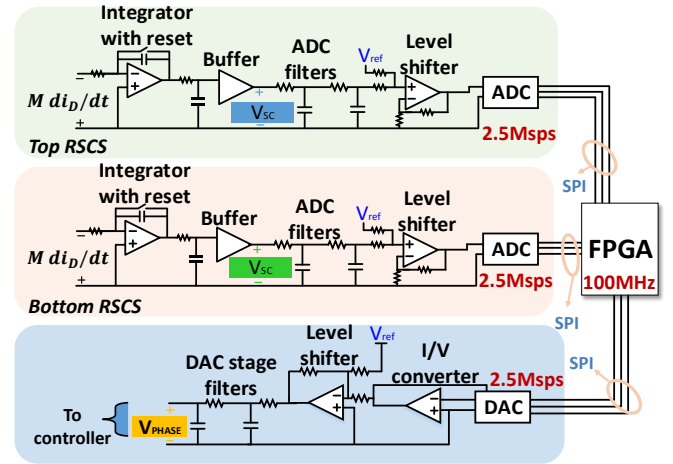 Integrator
with reset
Buffer
ADC
filters
Vref
Level
shifter
M diD/dt
VSC
ADC
2.5Msps
Top RSCS
SPI
Integrator
with reset
Buffer
ADC
filters
Vref
Level
shifter
M diD/dt
VSC
ADC
2.5Msps
Bottom RSCS
SPI
FPGA
100MHz
SPI
DAC stage
filters
Level
shifter
Vref
I/V
converter
2.5Msps
DAC
To
controller
VPHASE